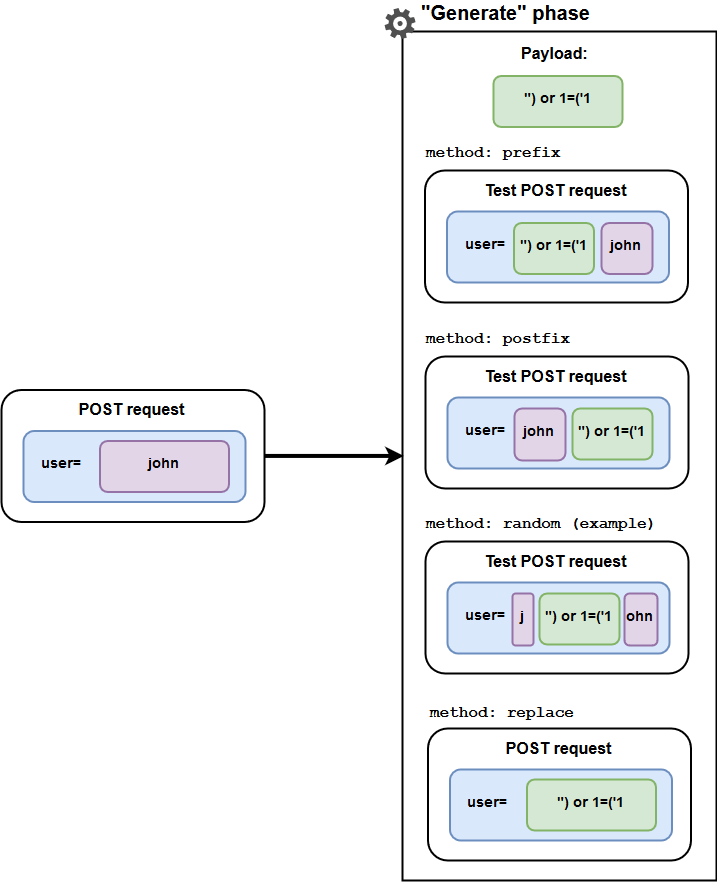 "Generate" phase
Payload:
") or 1=('1
method: prefix
Test POST request
user= ") or 1=('1 john
method: postfix
Test POST request
user= john ") or 1=('1
POST request
user= john
method: random (example)
Test POST request
user= j ") or 1=('1 ohn
method: replace
POST request
user= ") or 1=('1